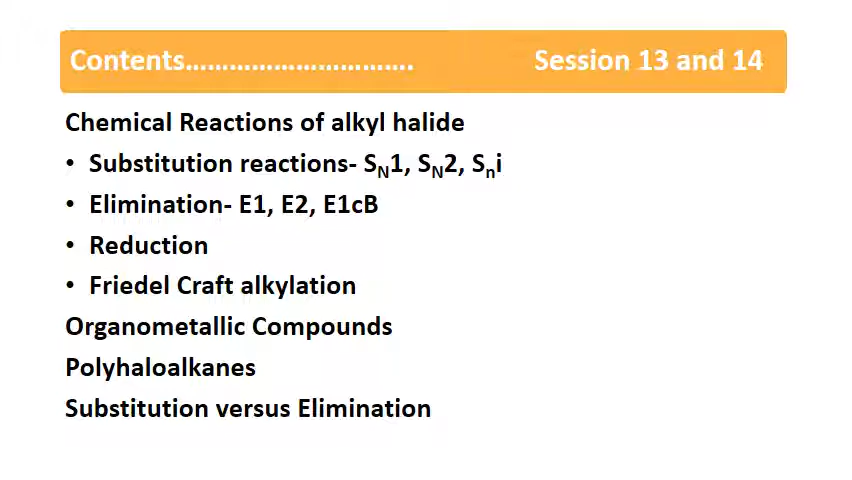 Contents………………………….	Session 13 and 14
Chemical Reactions of alkyl halide
• Substitution reactions- SN1, SN2, Sni
• Elimination- E1, E2, E1cB
• Reduction
• Friedel Craft alkylation
Organometallic Compounds
Polyhaloalkanes
Substitution versus Elimination